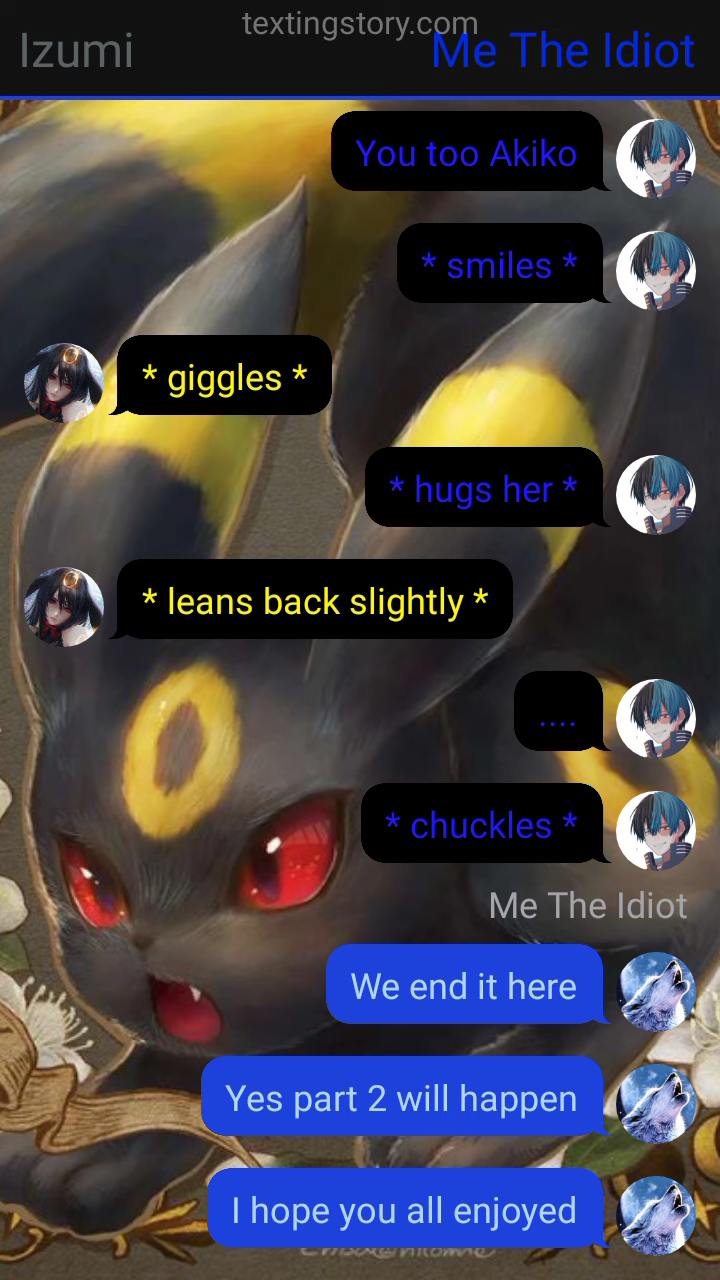 textingstory.com
Izumi
Me The Idiot
You too Akiko
* smiles *
* giggles *
* hugs her *
* leans back slightly *
....
* chuckles *
Me The Idiot
We end it here
Yes part 2 will happen
I hope you all enjoyed